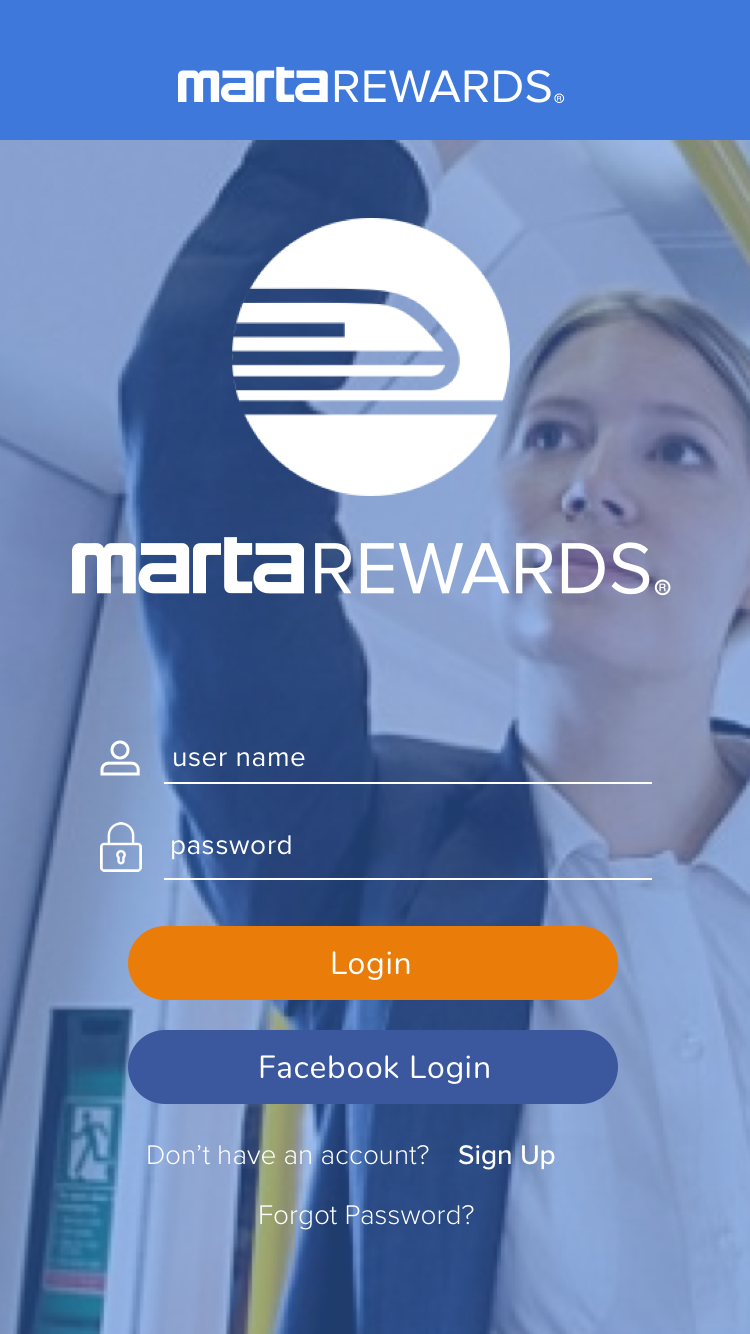 martaREWARDS®
martaREWARDS®
user name
password
Login
Facebook Login
Don't have an account? Sign Up
Forgot Password?